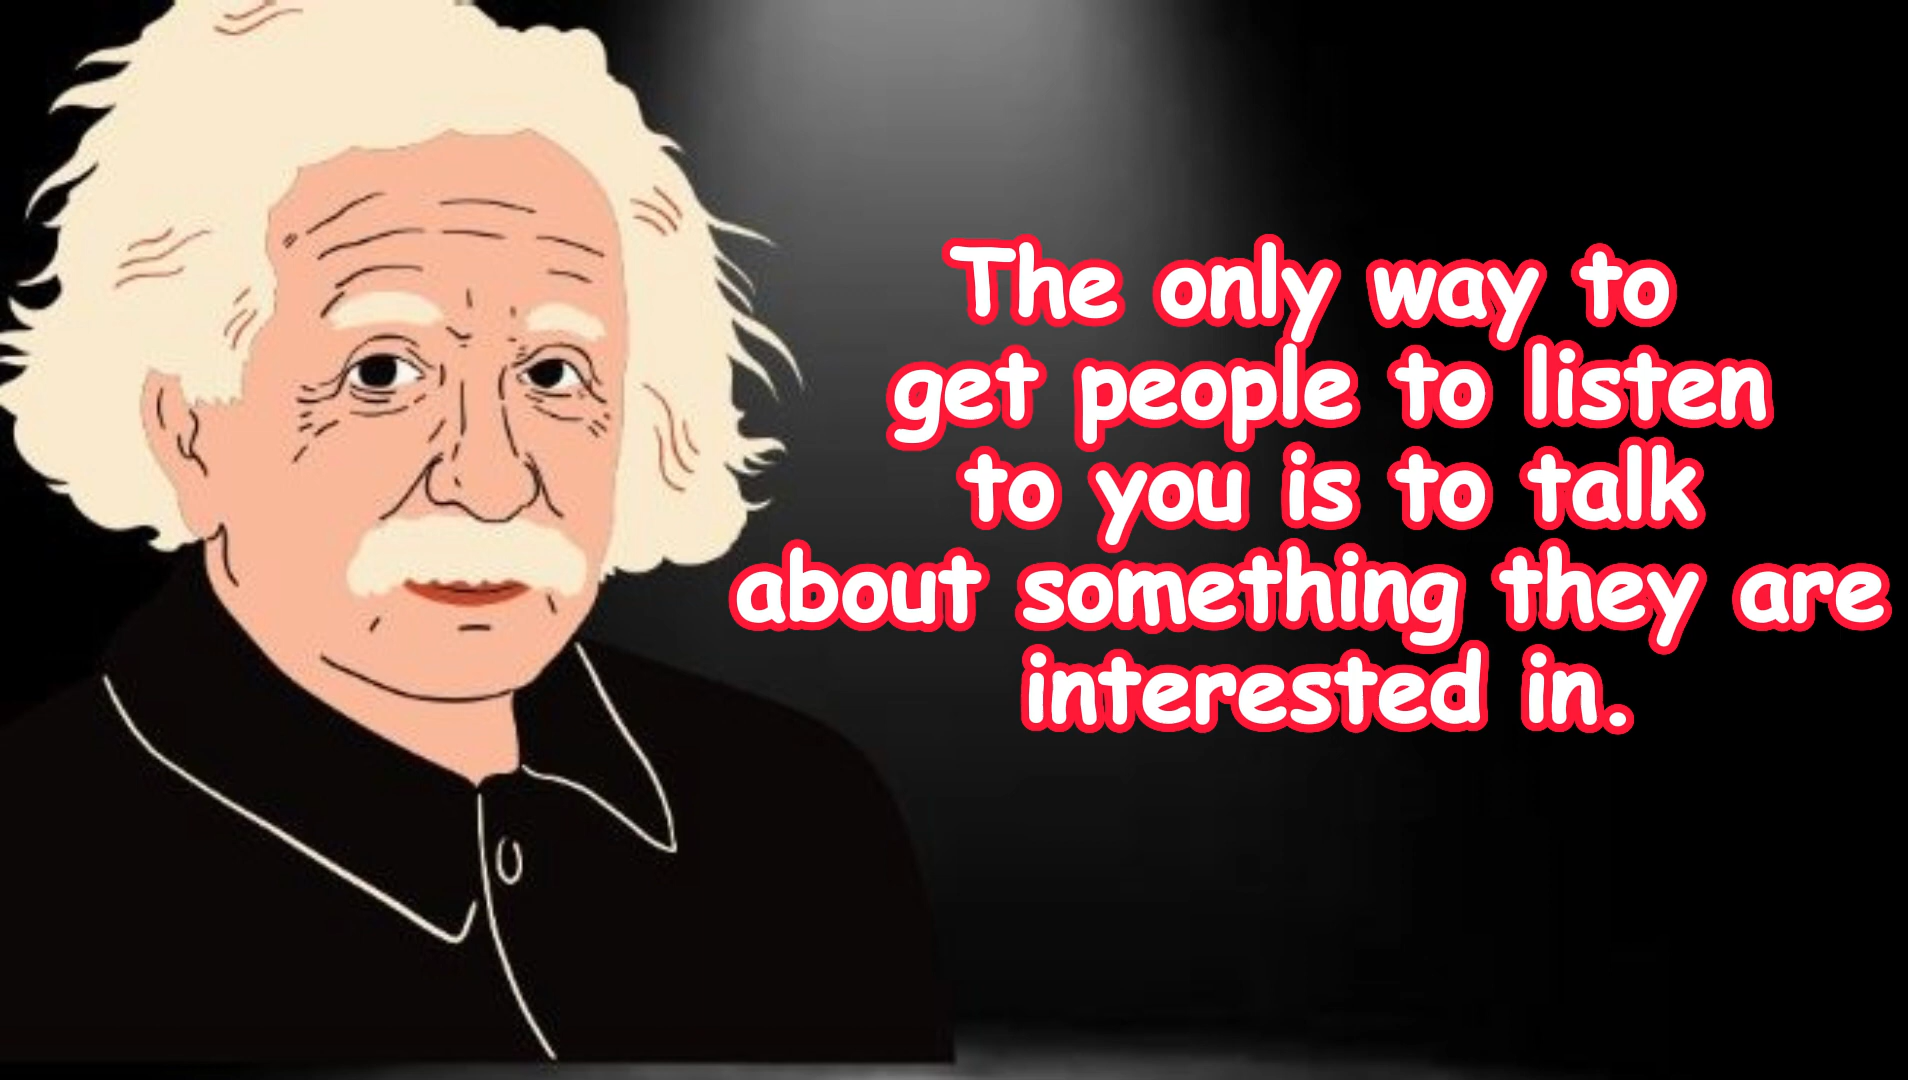 The only way to
get people to listen
to you is to talk
about something they are
interested in.